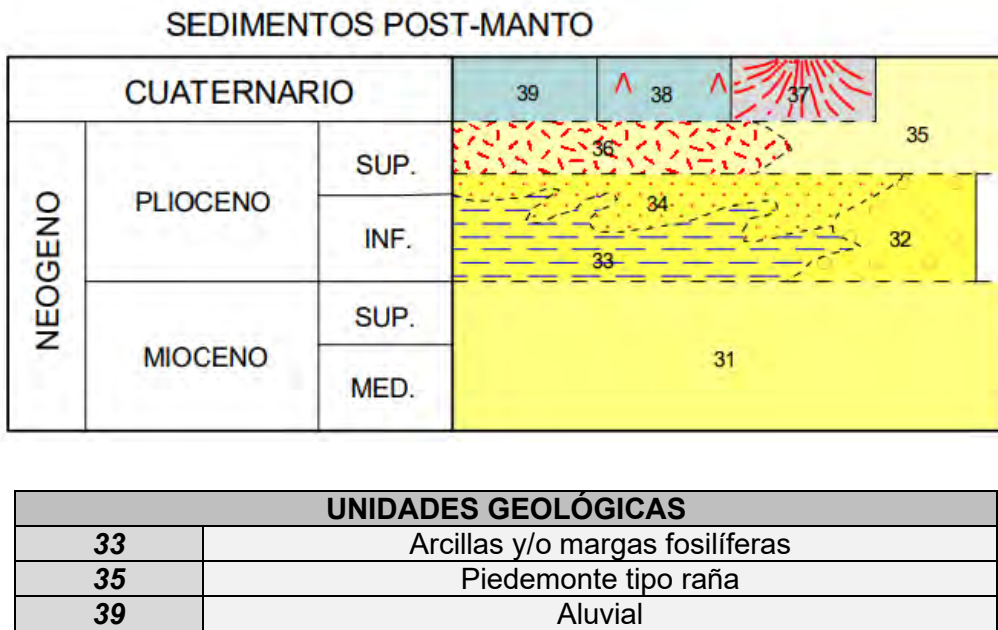 SEDIMENTOS POST-MANTO
CUATERNARIO 39 38 37
35
36
SUP.
PLIOCENO
34
INF.
32
33
NEOGENO
SUP.
MIOCENO
31
MED.
UNIDADES GEOLÓGICAS
33 Arcillas y/o margas fosilíferas
35 Piedemonte tipo raña
39 Aluvial